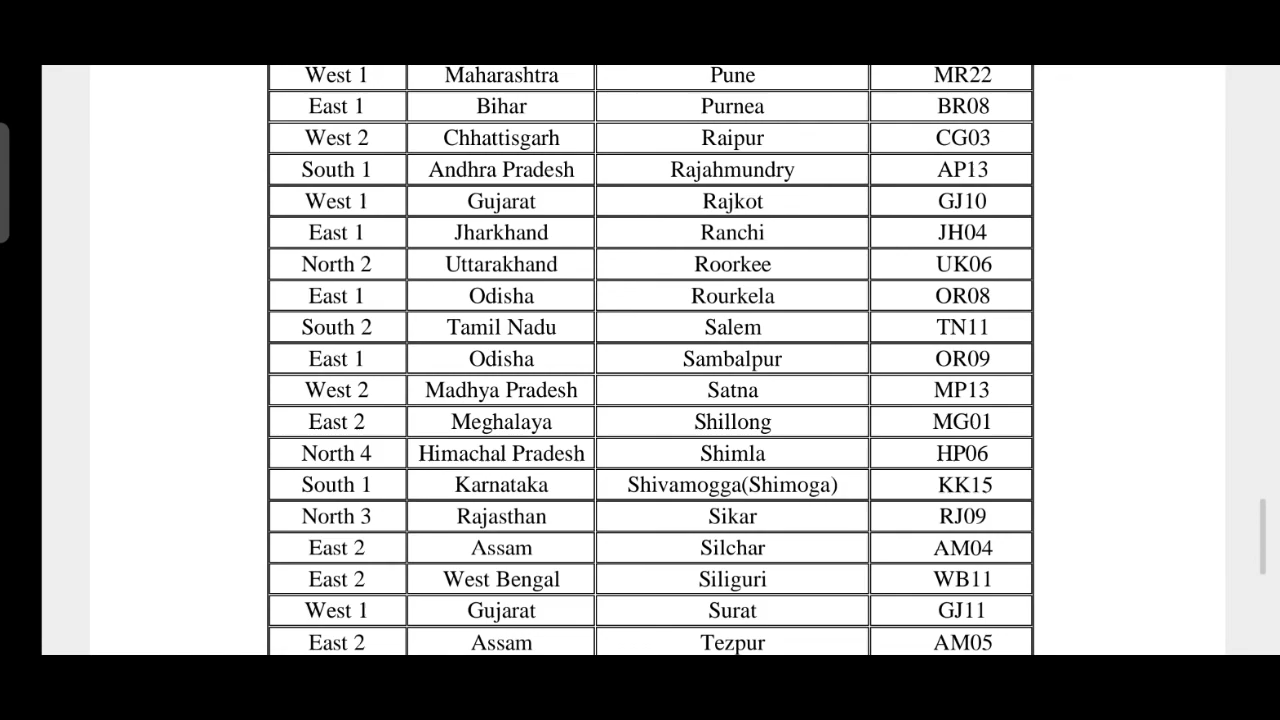 West 1 Maharashtra Pune MR22
East 1 Bihar Purnea BR08
West 2 Chhattisgarh Raipur CG03
South 1 Andhra Pradesh Rajahmundry AP13
West 1 Gujarat Rajkot GJ10
East 1 Jharkhand Ranchi JH04
North 2 Uttarakhand Roorkee UK06
East 1 Odisha Rourkela OR08
South 2 Tamil Nadu Salem TN11
East 1 Odisha Sambalpur OR09
West 2 Madhya Pradesh Satna MP13
East 2 Meghalaya Shillong MG01
North 4 Himachal Pradesh Shimla HP06
South 1 Karnataka Shivamogga(Shimoga) KK15
North 3 Rajasthan Sikar RJ09
East 2 Assam Silchar AM04
East 2 West Bengal Siliguri WB11
West 1 Gujarat Surat GJ11
East 2 Assam Tezpur AM05